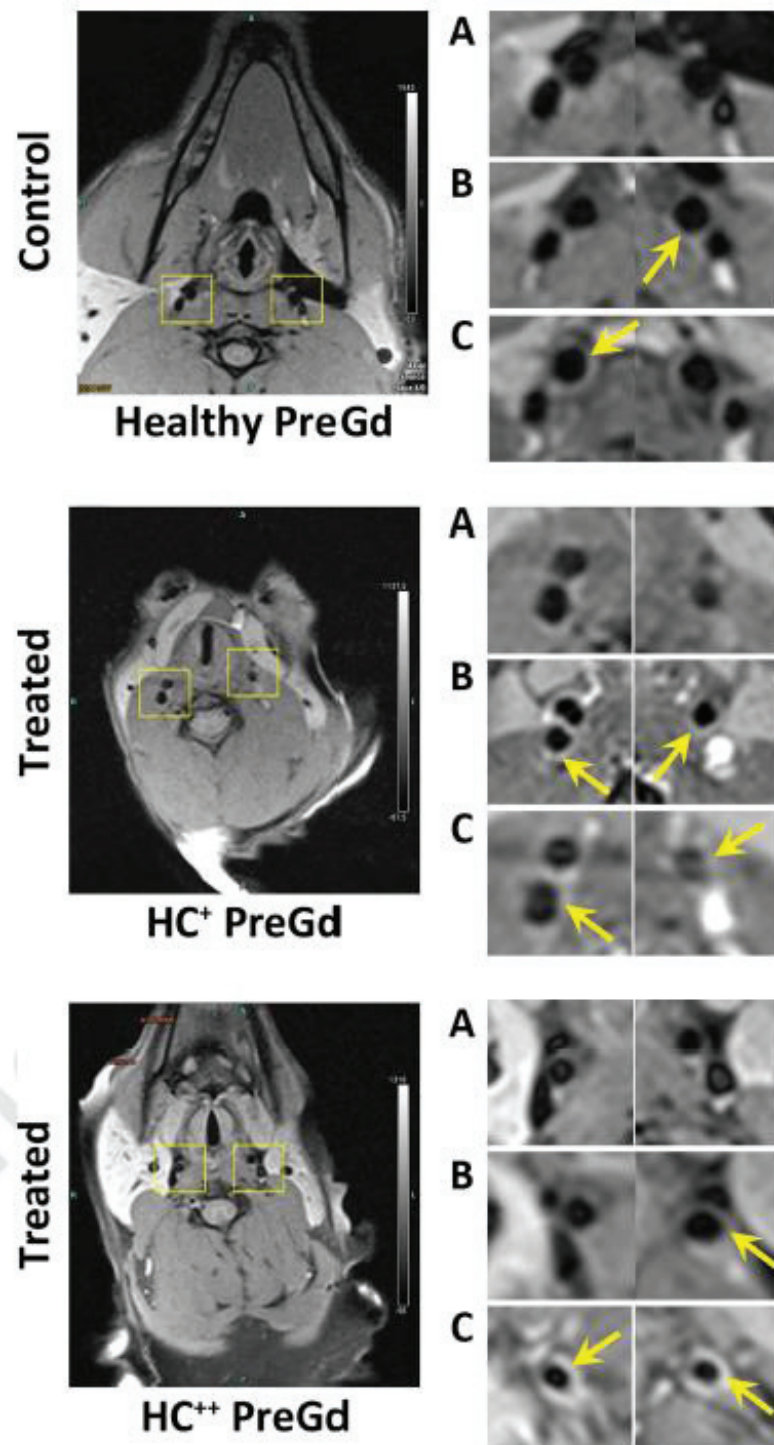 Control
A
B
C
Healthy PreGd
Treated
A
B
C
HC⁺ PreGd
Treated
A
B
C
HC⁺⁺ PreGd